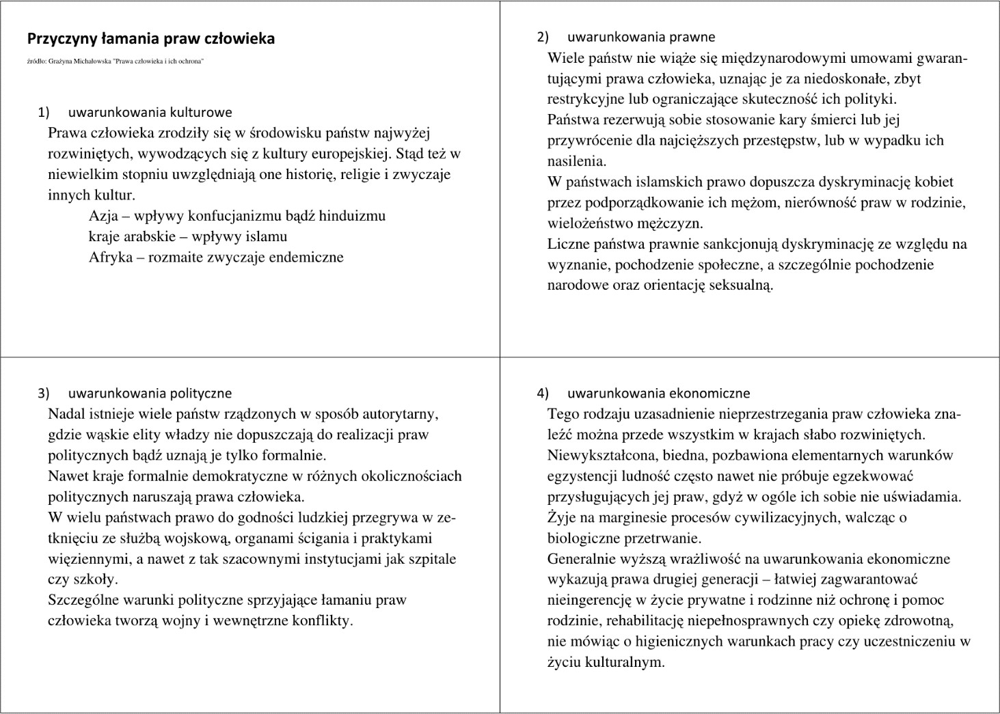 Przyczyny łamania praw człowieka
źródło: Grażyna Michałowska "Prawa człowieka i ich ochrona"
1) uwarunkowania kulturowe
Prawa człowieka zrodziły się w środowisku państw najwyżej
rozwiniętych, wywodzących się z kultury europejskiej. Stąd też w
niewielkim stopniu uwzględniają one historię, religie i zwyczaje
innych kultur.
Azja – wpływy konfucjanizmu bądź hinduizmu
kraje arabskie – wpływy islamu
Afryka – rozmaite zwyczaje endemiczne
2) uwarunkowania prawne
Wiele państw nie wiąże się międzynarodowymi umowami gwaran-
tującymi prawa człowieka, uznając je za niedoskonałe, zbyt
restrykcyjne lub ograniczające skuteczność ich polityki.
Państwa rezerwują sobie stosowanie kary śmierci lub jej
przywrócenie dla najcięższych przestępstw, lub w wypadku ich
nasilenia.
W państwach islamskich prawo dopuszcza dyskryminację kobiet
przez podporządkowanie ich mężom, nierówność praw w rodzinie,
wielożeństwo mężczyzn.
Liczne państwa prawnie sankcjonują dyskryminację ze względu na
wyznanie, pochodzenie społeczne, a szczególnie pochodzenie
narodowe oraz orientację seksualną.
3) uwarunkowania polityczne
Nadal istnieje wiele państw rządzonych w sposób autorytarny,
gdzie wąskie elity władzy nie dopuszczają do realizacji praw
politycznych bądź uznają je tylko formalnie.
Nawet kraje formalnie demokratyczne w różnych okolicznościach
politycznych naruszają prawa człowieka.
W wielu państwach prawo do godności ludzkiej przegrywa w ze-
tknięciu ze służbą wojskową, organami ścigania i praktykami
więziennymi, a nawet z tak szacownymi instytucjami jak szpitale
czy szkoły.
Szczególne warunki polityczne sprzyjające łamaniu praw
człowieka tworzą wojny i wewnętrzne konflikty.
4) uwarunkowania ekonomiczne
Tego rodzaju uzasadnienie nieprzestrzegania praw człowieka zna-
leźć można przede wszystkim w krajach słabo rozwiniętych.
Niewykształcona, biedna, pozbawiona elementarnych warunków
egzystencji ludność często nawet nie próbuje egzekwować
przysługujących jej praw, gdyż w ogóle ich sobie nie uświadamia.
Żyje na marginesie procesów cywilizacyjnych, walcząc o
biologiczne przetrwanie.
Generalnie wyższą wrażliwość na uwarunkowania ekonomiczne
wykazują prawa drugiej generacji – łatwiej zagwarantować
nieingerencję w życie prywatne i rodzinne niż ochronę i pomoc
rodzinie, rehabilitację niepełnosprawnych czy opiekę zdrowotną,
nie mówiąc o higienicznych warunkach pracy czy uczestniczeniu w
życiu kulturalnym.